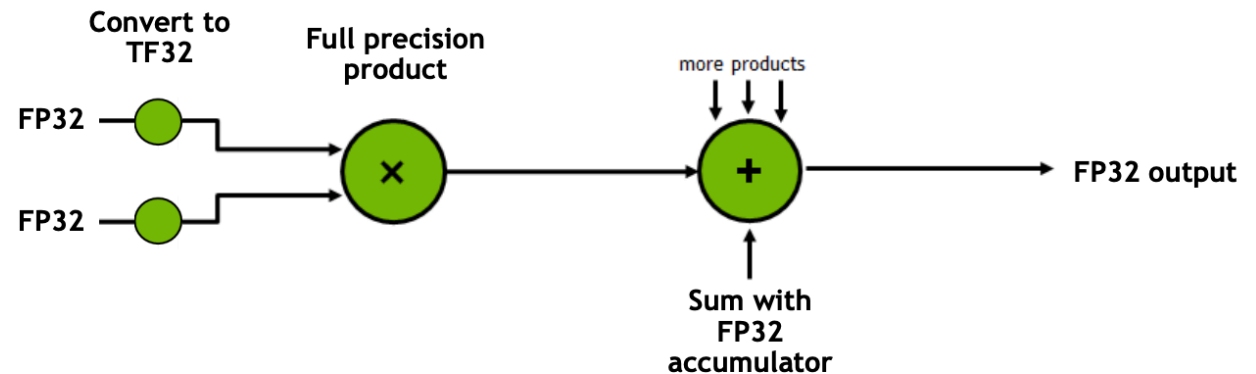 Convert to
TF32
Full precision
product
more products
FP32
×
+
FP32 output
FP32
Sum with
FP32
accumulator